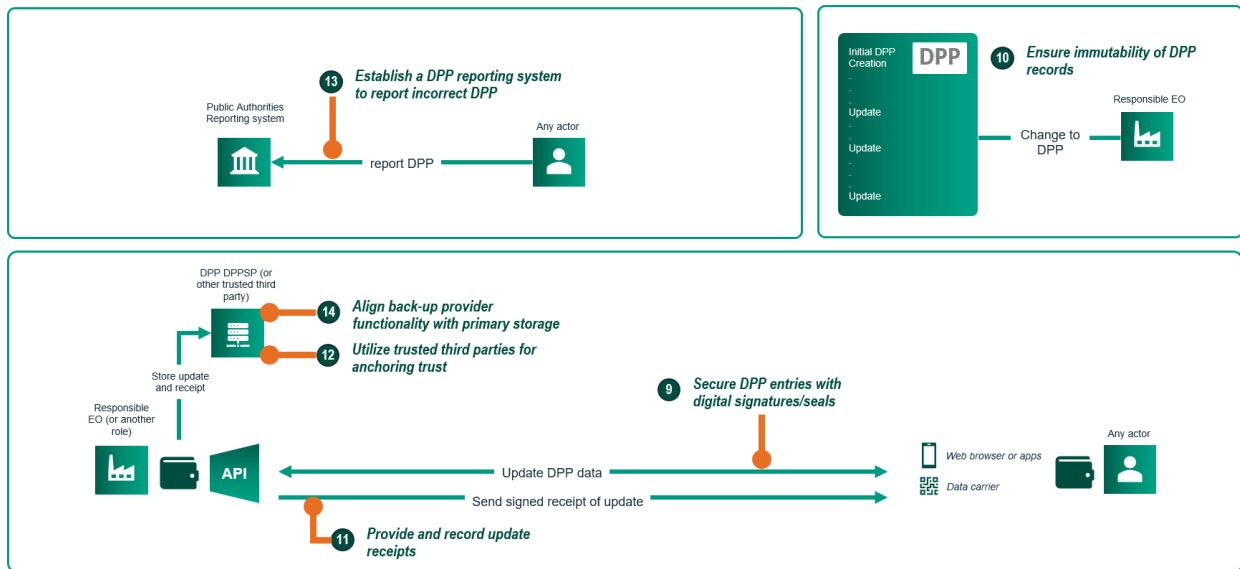 13
Establish a DPP reporting system
to report incorrect DPP
Public Authorities
Reporting system
Any actor
report DPP
Initial DPP
Creation
DPP
.
.
.
Update
.
.
Update
.
.
.
Update
10
Ensure immutability of DPP
records
Responsible EO
Change to
DPP
DPP DPPSP (or
other trusted third
party)
14
Align back-up provider
functionality with primary storage
12
Utilize trusted third parties for
anchoring trust
Store update
and receipt
Responsible
EO (or another
role)
API
9
Secure DPP entries with
digital signatures/seals
Update DPP data
Send signed receipt of update
11
Provide and record update
receipts
Web browser or apps
Data carrier
Any actor